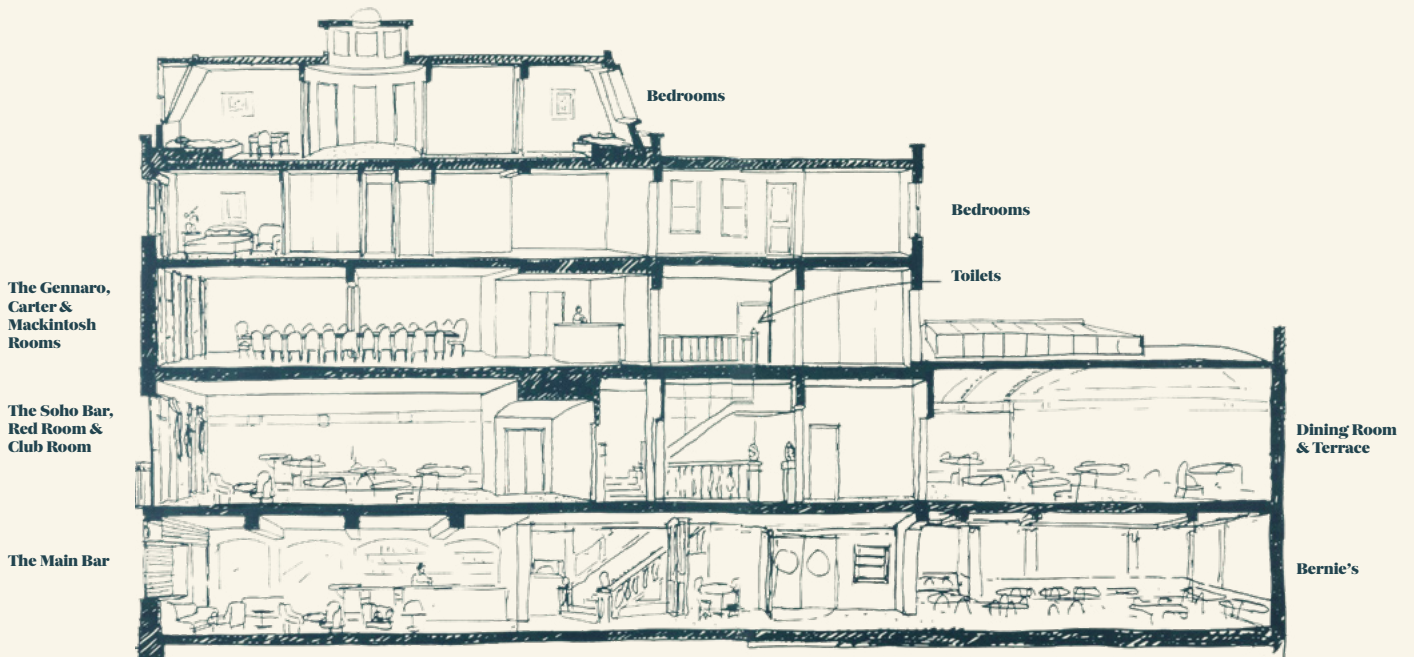 Bedrooms
Bedrooms
Toilets
The Gennaro,
Carter &
Mackintosh
Rooms
The Soho Bar,
Red Room &
Club Room
Dining Room
& Terrace
The Main Bar
Bernie's